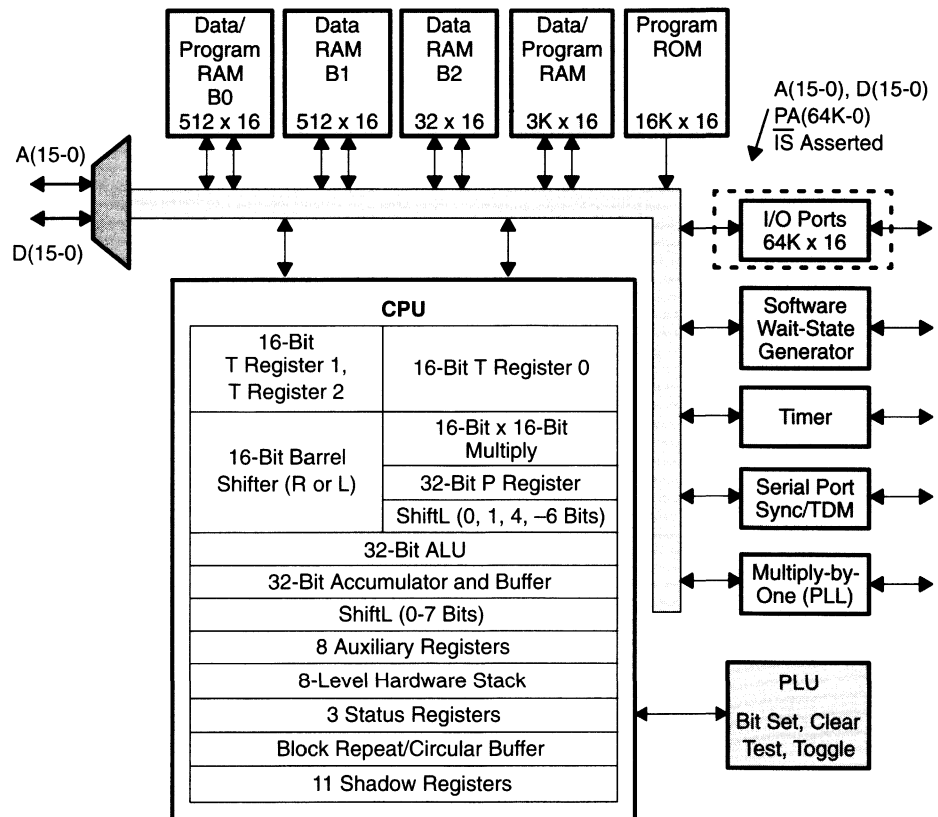 Data/
Program
RAM
B0
512 x 16
Data
RAM
B1
512 x 16
Data
RAM
B2
32 x 16
Data/
Program
RAM
3K x 16
Program
ROM
16K x 16
A(15-0), D(15-0)
PA(64K-0)
IS Asserted
A(15-0)
D(15-0)
I/O Ports
64K x 16
Software
Wait-State
Generator
Timer
Serial Port
Sync/TDM
Multiply-by-
One (PLL)
CPU
16-Bit
T Register 1,
T Register 2
16-Bit T Register 0
16-Bit Barrel
Shifter (R or L)
16-Bit x 16-Bit
Multiply
32-Bit P Register
ShiftL (0, 1, 4, –6 Bits)
32-Bit ALU
32-Bit Accumulator and Buffer
ShiftL (0-7 Bits)
8 Auxiliary Registers
8-Level Hardware Stack
3 Status Registers
Block Repeat/Circular Buffer
11 Shadow Registers
PLU
Bit Set, Clear
Test, Toggle